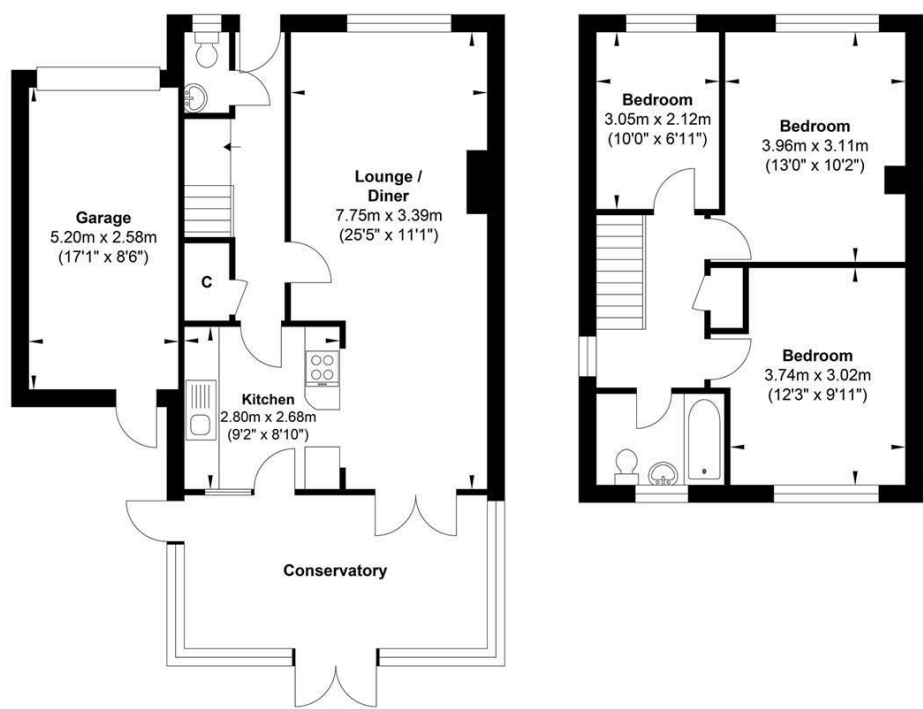 Garage
5.20m x 2.58m
(17'1" x 8'6")
C
Lounge /
Diner
7.75m x 3.39m
(25'5" x 11'1")
Kitchen
2.80m x 2.68m
(9'2" x 8'10")
Conservatory
Bedroom
3.05m x 2.12m
(10'0" x 6'11")
Bedroom
3.96m x 3.11m
(13'0" x 10'2")
Bedroom
3.74m x 3.02m
(12'3" x 9'11")